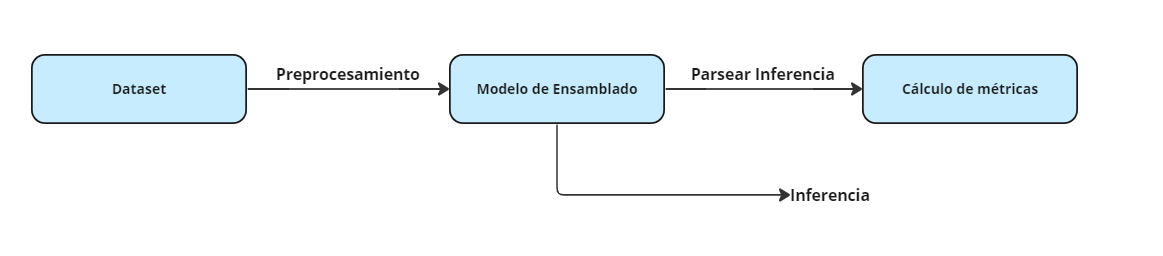 Dataset
Preprocesamiento
Modelo de Ensamblado
Parsear Inferencia
Cálculo de métricas
Inferencia